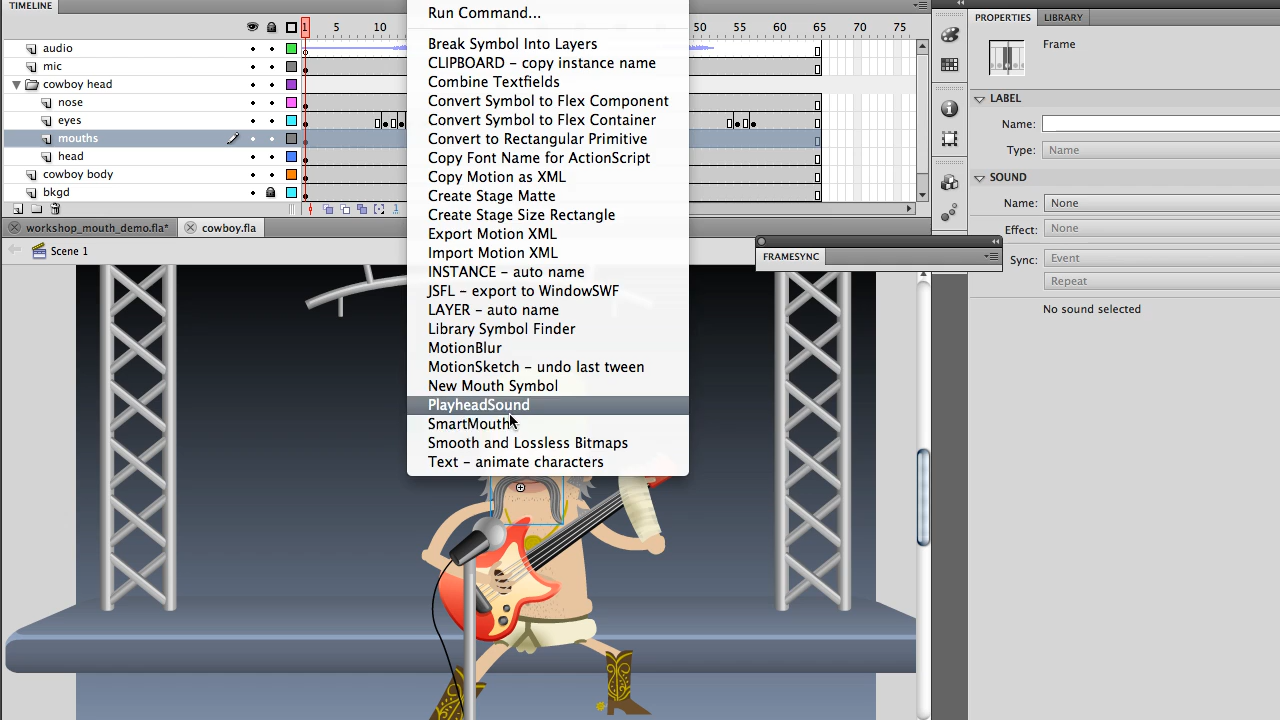 TIMELINE
1 5 10 50 55 60 65 70 75
audio
mic
cowboy head
nose
eyes
mouths
head
cowboy body
bkgd
1
workshop_mouth_demo.fla*
cowboy.fla
Scene 1
Run Command...
Break Symbol Into Layers
CLIPBOARD – copy instance name
Combine Textfields
Convert Symbol to Flex Component
Convert Symbol to Flex Container
Convert to Rectangular Primitive
Copy Font Name for ActionScript
Copy Motion as XML
Create Stage Matte
Create Stage Size Rectangle
Export Motion XML
Import Motion XML
INSTANCE – auto name
JSFL – export to WindowSWF
LAYER – auto name
Library Symbol Finder
MotionBlur
MotionSketch – undo last tween
New Mouth Symbol
PlayheadSound
SmartMouth
Smooth and Lossless Bitmaps
Text – animate characters
FRAMESYNC
PROPERTIES
LIBRARY
Frame
LABEL
Name:
Type: Name
SOUND
Name: None
Effect: None
Sync: Event
Repeat
No sound selected